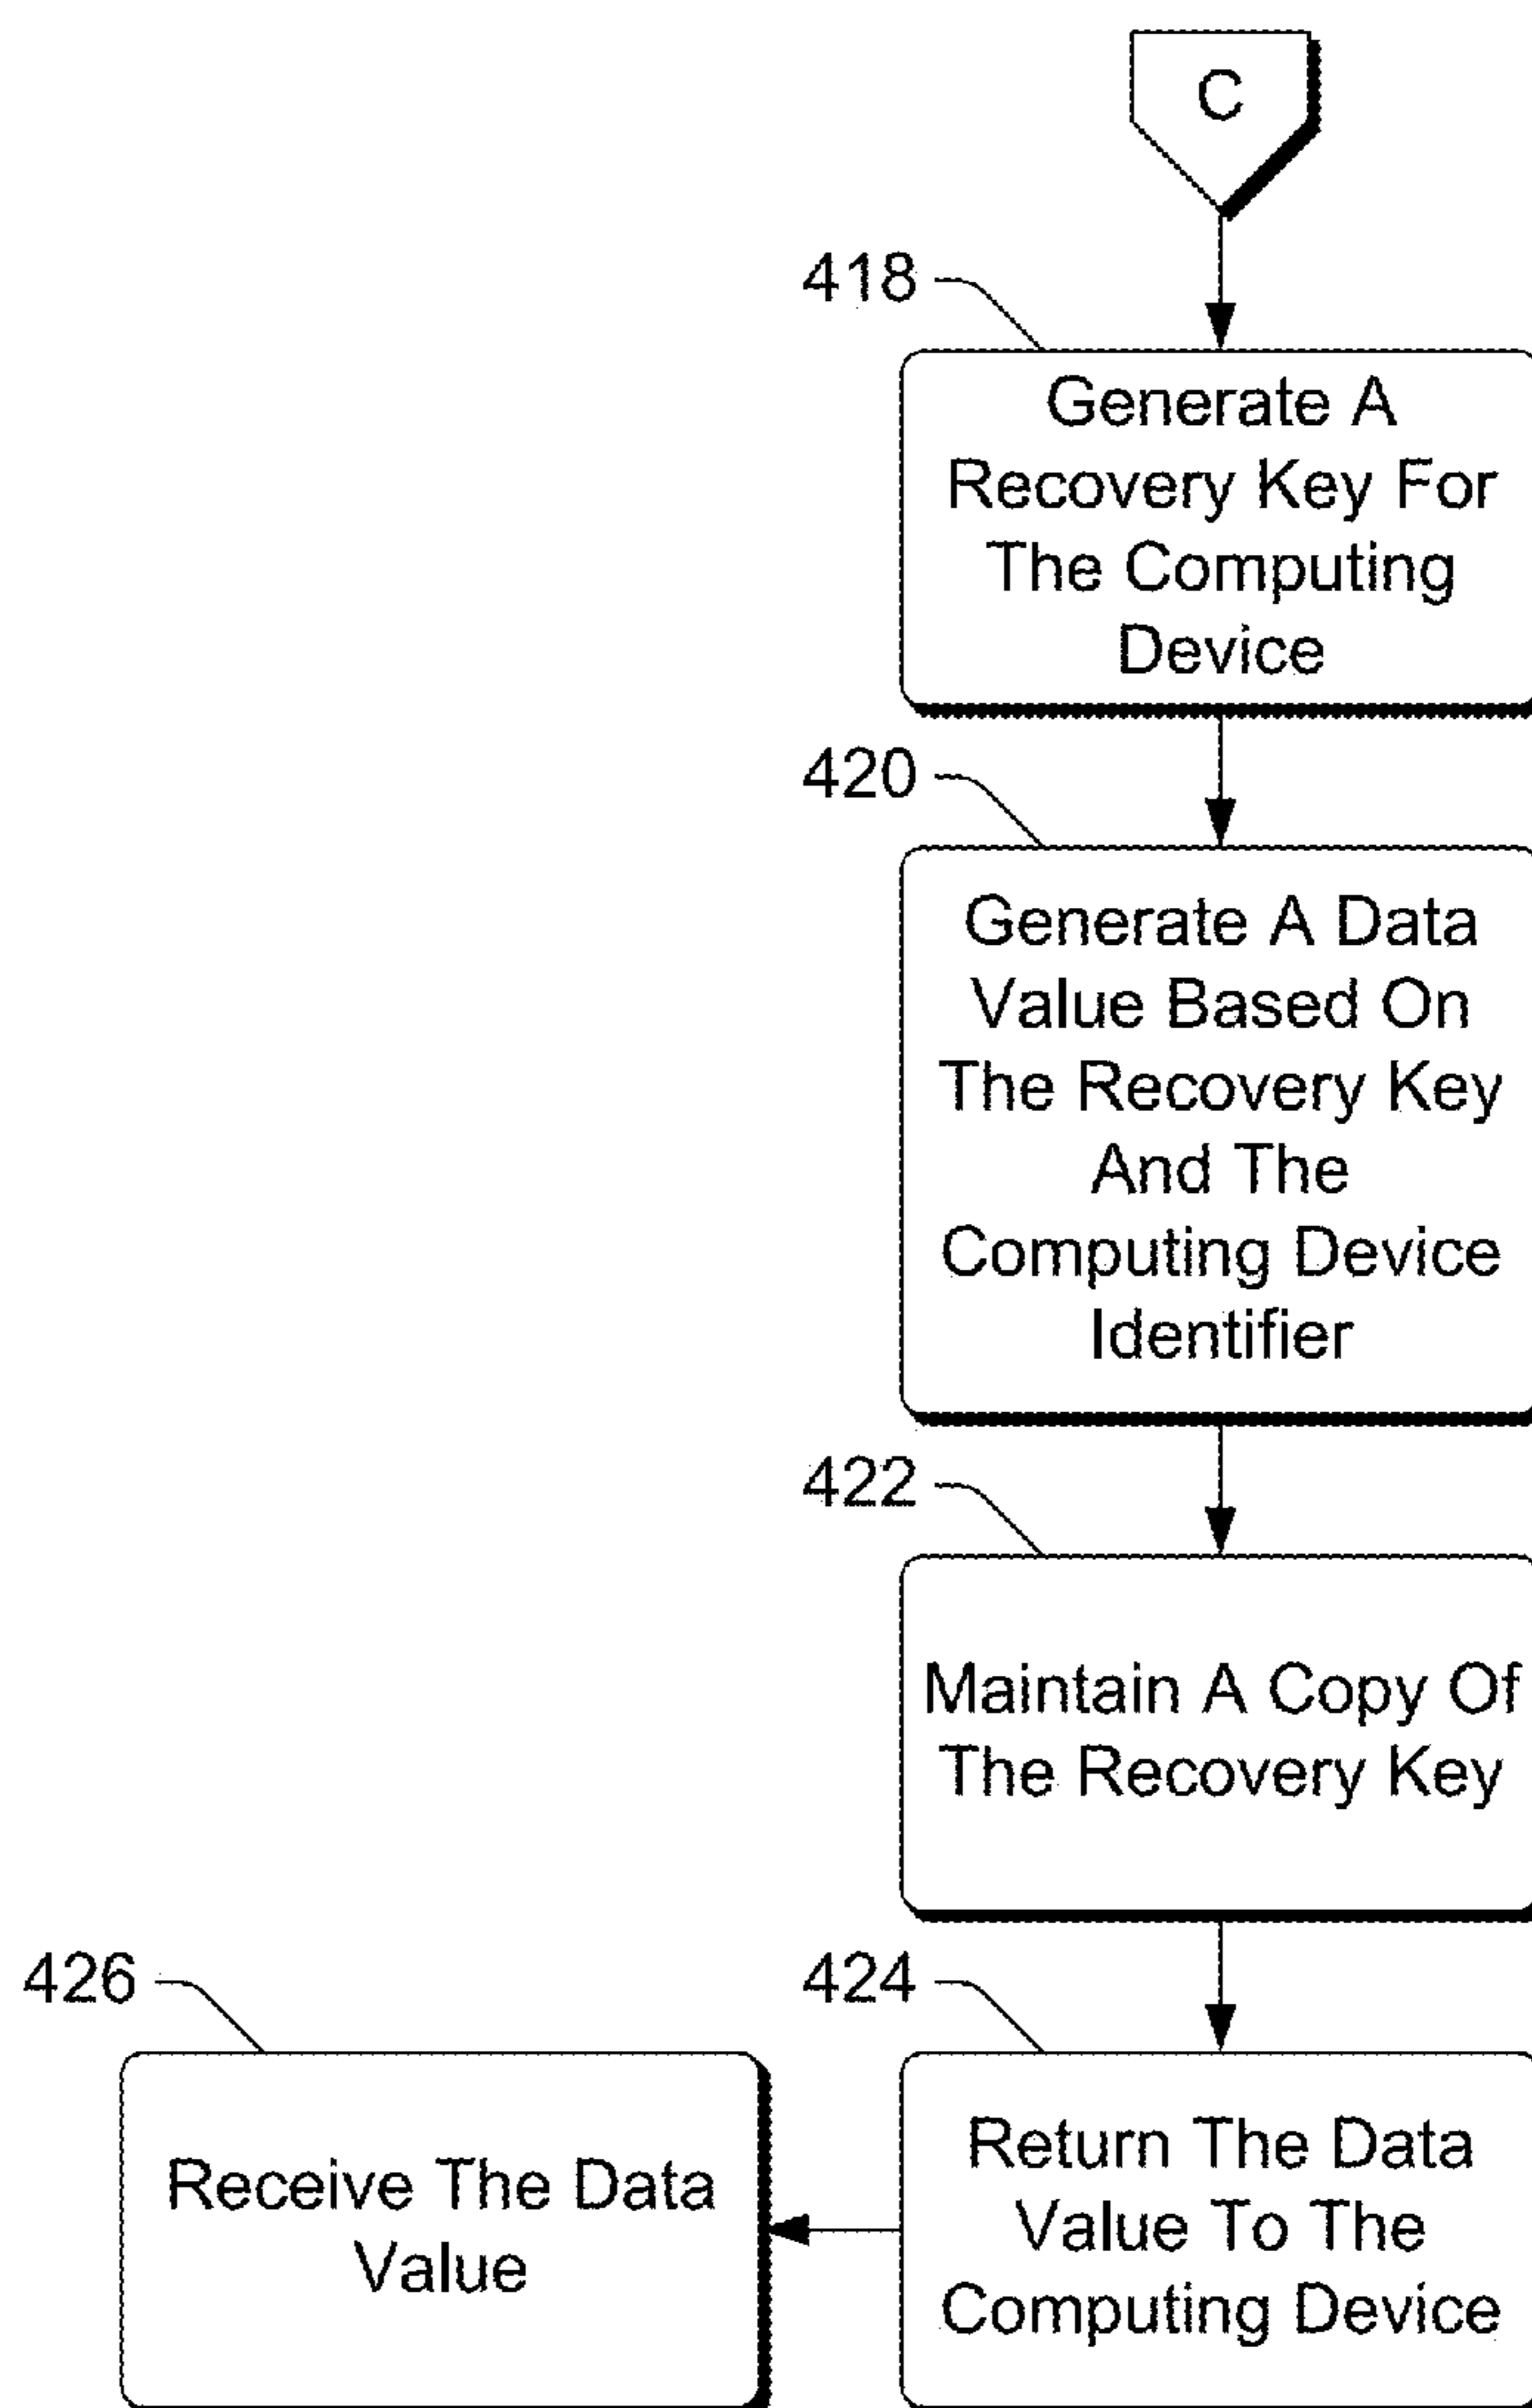 C
418
Generate A
Recovery Key For
The Computing
Device
420
Generate A Data
Value Based On
The Recovery Key
And The
Computing Device
Identifier
422
Maintain A Copy Of
The Recovery Key
424
Return The Data
Value To The
Computing Device
426
Receive The Data
Value